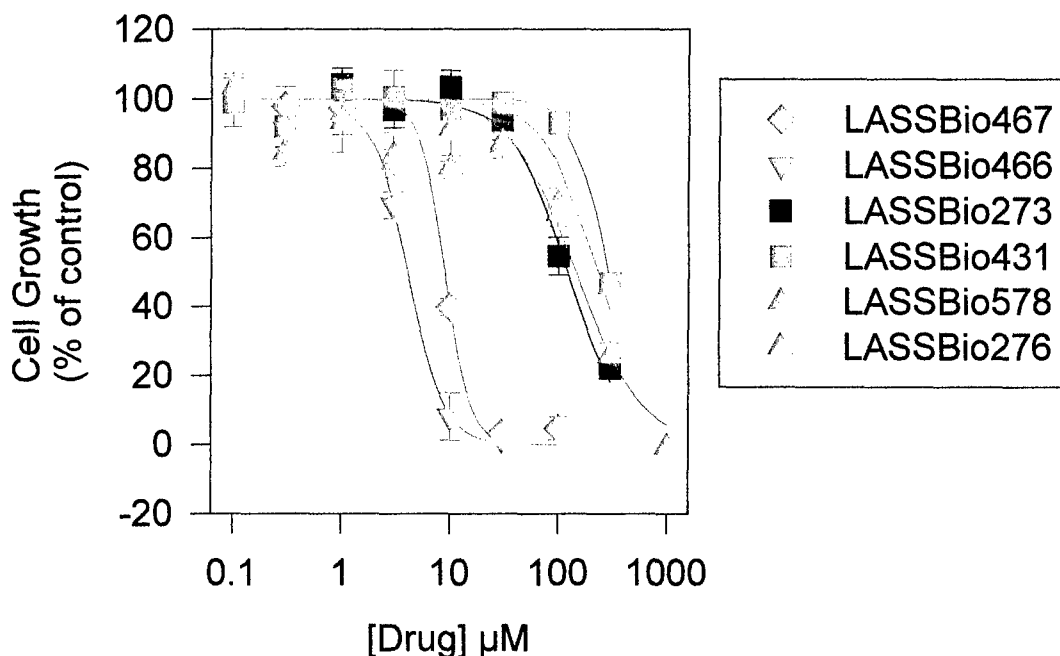 120
100
80
60
40
20
0
-20
Cell Growth
(% of control)
0.1 1 10 100 1000
[Drug] µM
LASSBio467
LASSBio466
LASSBio273
LASSBio431
LASSBio578
LASSBio276